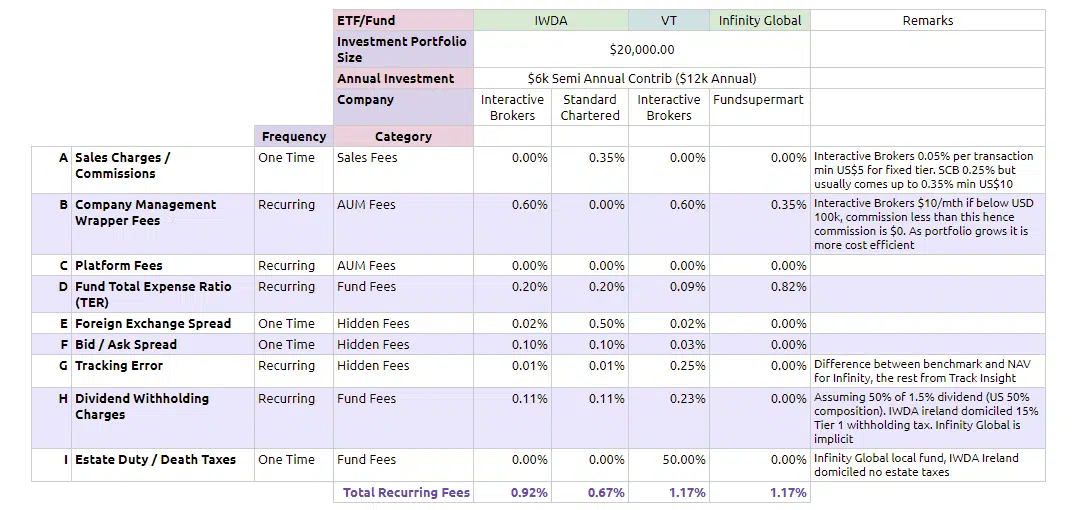 ETF/Fund IWDA VT Infinity Global Remarks
Investment Portfolio
Size
$20,000.00
Annual Investment $6k Semi Annual Contrib ($12k Annual)
Company Interactive Brokers Standard Chartered Interactive Brokers Fundsupermart
Frequency Category
A Sales Charges / Commissions One Time Sales Fees 0.00% 0.35% 0.00% 0.00% Interactive Brokers 0.05% per transaction
min US$5 for fixed tier. SCB 0.25% but
usually comes up to 0.35% min US$10
B Company Management Wrapper Fees Recurring AUM Fees 0.60% 0.00% 0.60% 0.35% Interactive Brokers $10/mth if below USD
100k, commission less than this hence
commission is $0. As portfolio grows it is
more cost efficient
C Platform Fees Recurring AUM Fees 0.00% 0.00% 0.00% 0.00%
D Fund Total Expense Ratio (TER) Recurring Fund Fees 0.20% 0.20% 0.09% 0.82%
E Foreign Exchange Spread One Time Hidden Fees 0.02% 0.50% 0.02% 0.00%
F Bid / Ask Spread One Time Hidden Fees 0.10% 0.10% 0.03% 0.00%
G Tracking Error Recurring Hidden Fees 0.01% 0.01% 0.25% 0.00% Difference between benchmark and NAV
for Infinity, the rest from Track Insight
H Dividend Withholding Charges Recurring Fund Fees 0.11% 0.11% 0.23% 0.00% Assuming 50% of 1.5% dividend (US 50%
composition). IWDA ireland domiciled 15%
Tier 1 withholding tax. Infinity Global is
implicit
I Estate Duty / Death Taxes One Time Fund Fees 0.00% 0.00% 50.00% 0.00% Infinity Global local fund, IWDA Ireland
domiciled no estate taxes
Total Recurring Fees 0.92% 0.67% 1.17% 1.17%